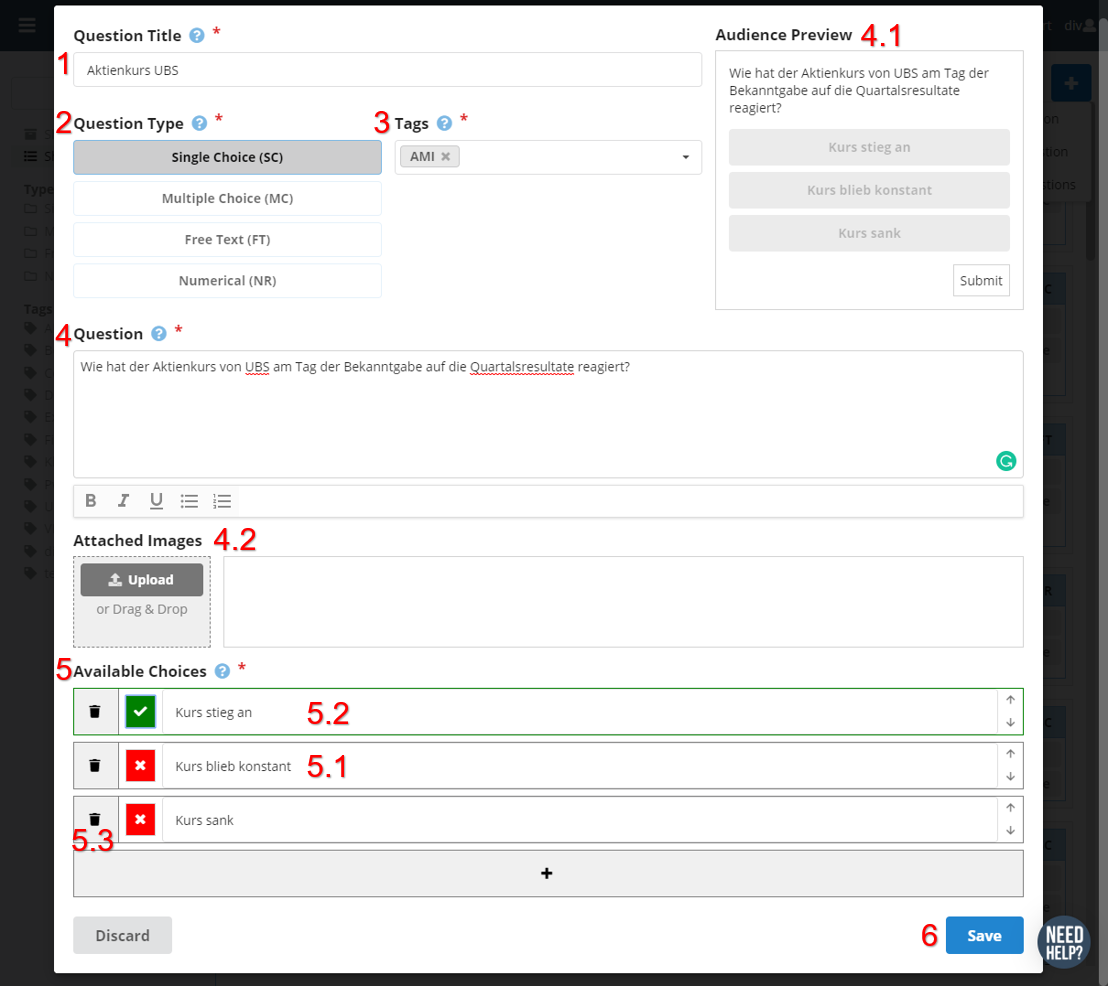 Question Title ? *
Audience Preview 4.1
1 Aktienkurs UBS
Wie hat der Aktienkurs von UBS am Tag der
Bekanntgabe auf die Quartalsresultate
reagiert?
2 Question Type ? *
3 Tags ? *
Single Choice (SC)
AMI
Multiple Choice (MC)
Free Text (FT)
Numerical (NR)
Kurs stieg an
Kurs blieb konstant
Kurs sank
Submit
4 Question ? *
Wie hat der Aktienkurs von UBS am Tag der Bekanntgabe auf die Quartalsresultate reagiert?
B I U
Attached Images 4.2
Upload
or Drag & Drop
5 Available Choices ? *
Kurs stieg an 5.2
Kurs blieb konstant 5.1
Kurs sank
5.3
+
Discard
6 Save
NEED
HELP?
div
Type
Tags